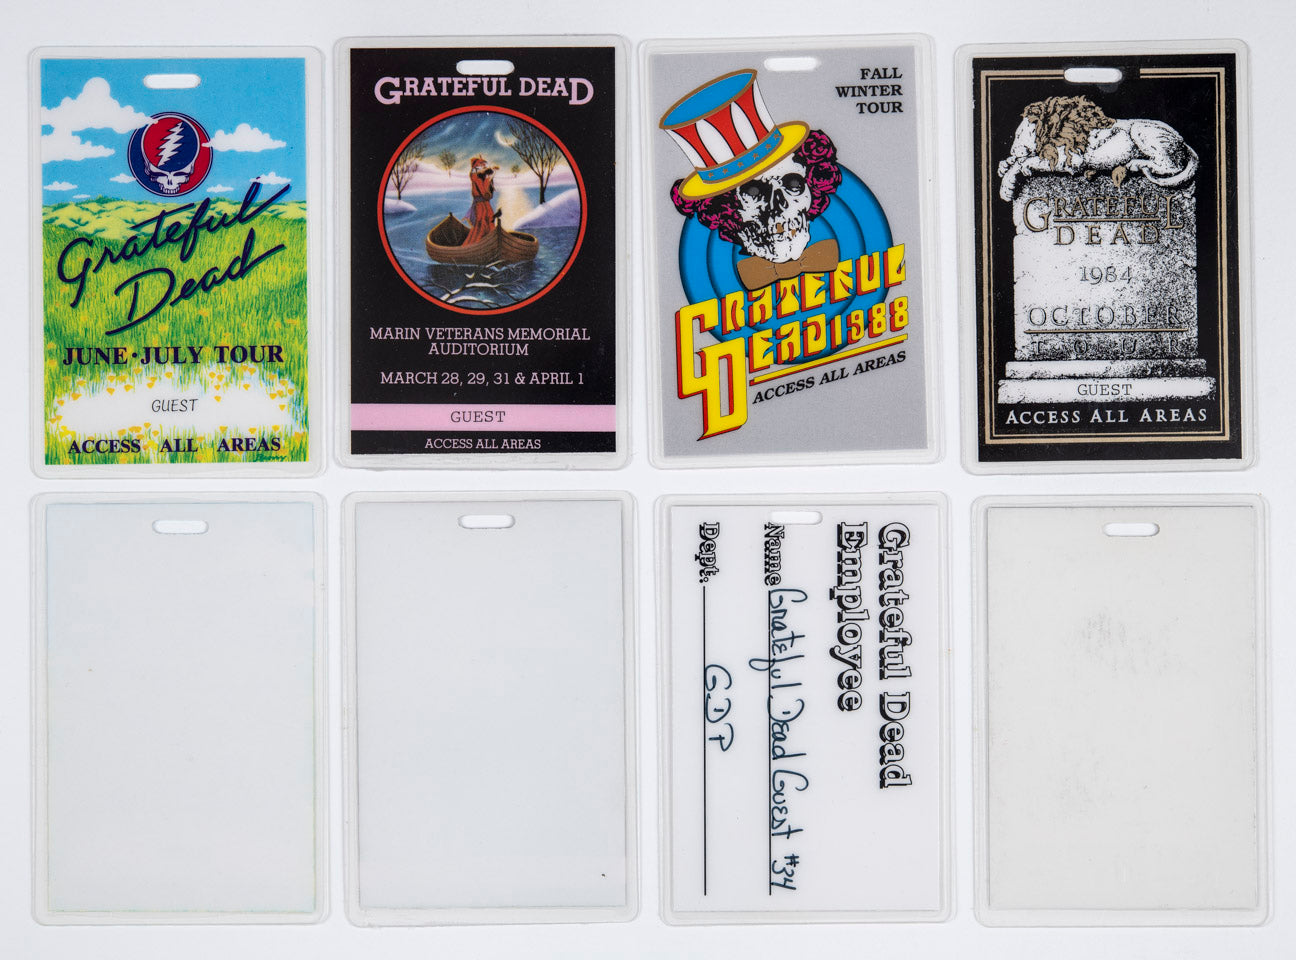 Grateful
Dead
JUNE • JULY TOUR
GUEST
ACCESS ALL AREAS
GRATEFUL DEAD
MARIN VETERANS MEMORIAL
AUDITORIUM
MARCH 28, 29, 31 & APRIL 1
GUEST
ACCESS ALL AREAS
FALL
WINTER
TOUR
GRATEFUL
DEAD 1988
ACCESS ALL AREAS
GRATEFUL
DEAD
1984
OCTOBER
TOUR
GUEST
ACCESS ALL AREAS
Grateful Dead
Employee
Name Grateful Dead Guest #34
Dept. GDP